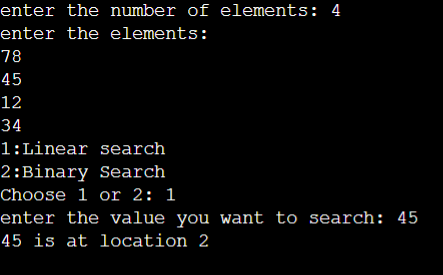 enter the number of elements: 4
enter the elements:
78
45
12
34
1:Linear search
2:Binary Search
Choose 1 or 2: 1
enter the value you want to search: 45
45 is at location 2